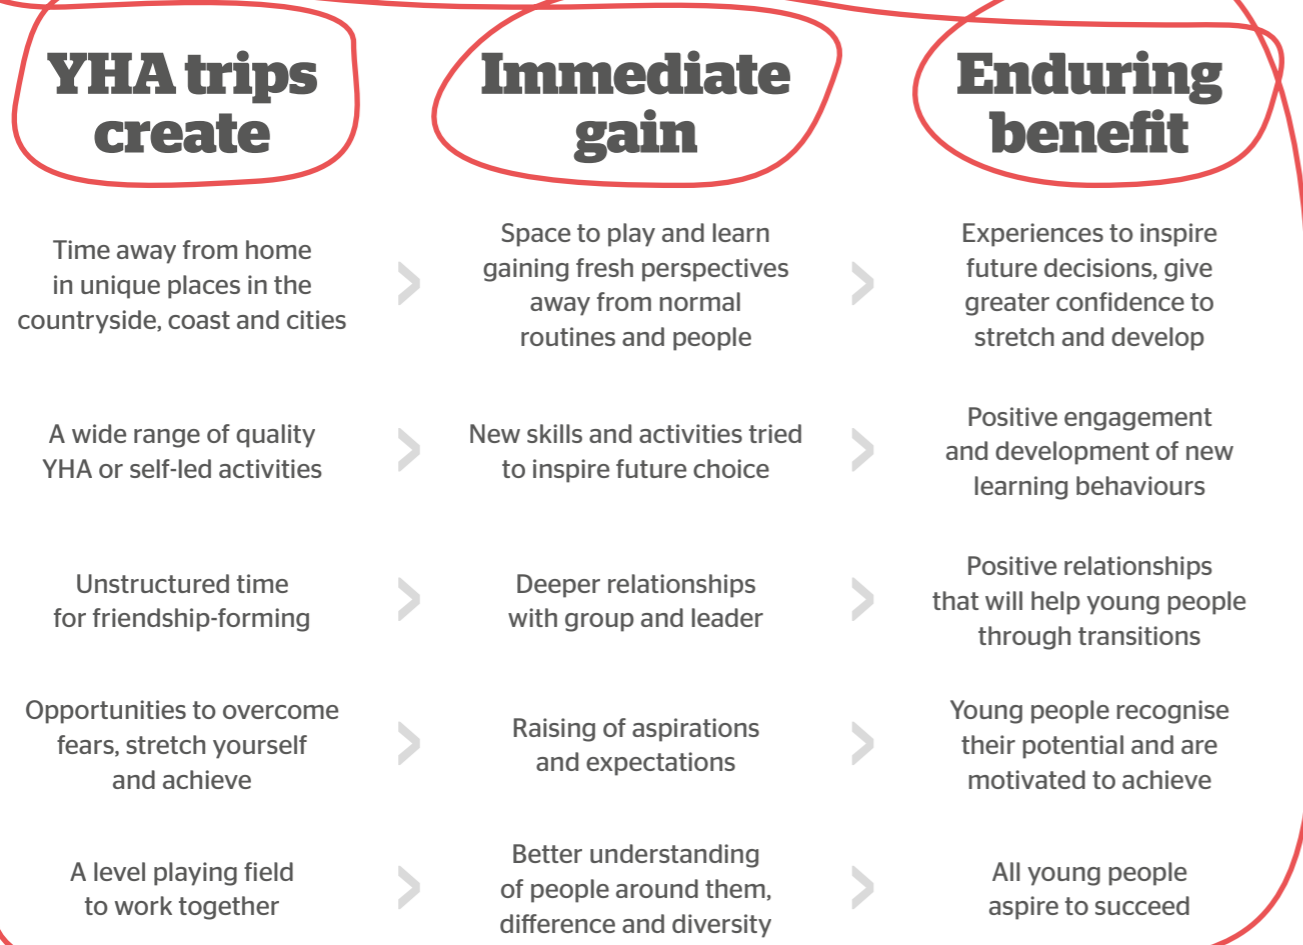 YHA trips
create
Immediate
gain
Enduring
benefit
Time away from home
in unique places in the
countryside, coast and cities
Space to play and learn
gaining fresh perspectives
away from normal
routines and people
Experiences to inspire
future decisions, give
greater confidence to
stretch and develop
A wide range of quality
YHA or self-led activities
New skills and activities tried
to inspire future choice
Positive engagement
and development of new
learning behaviours
Unstructured time
for friendship-forming
Deeper relationships
with group and leader
Positive relationships
that will help young people
through transitions
Opportunities to overcome
fears, stretch yourself
and achieve
Raising of aspirations
and expectations
Young people recognise
their potential and are
motivated to achieve
A level playing field
to work together
Better understanding
of people around them,
difference and diversity
All young people
aspire to succeed